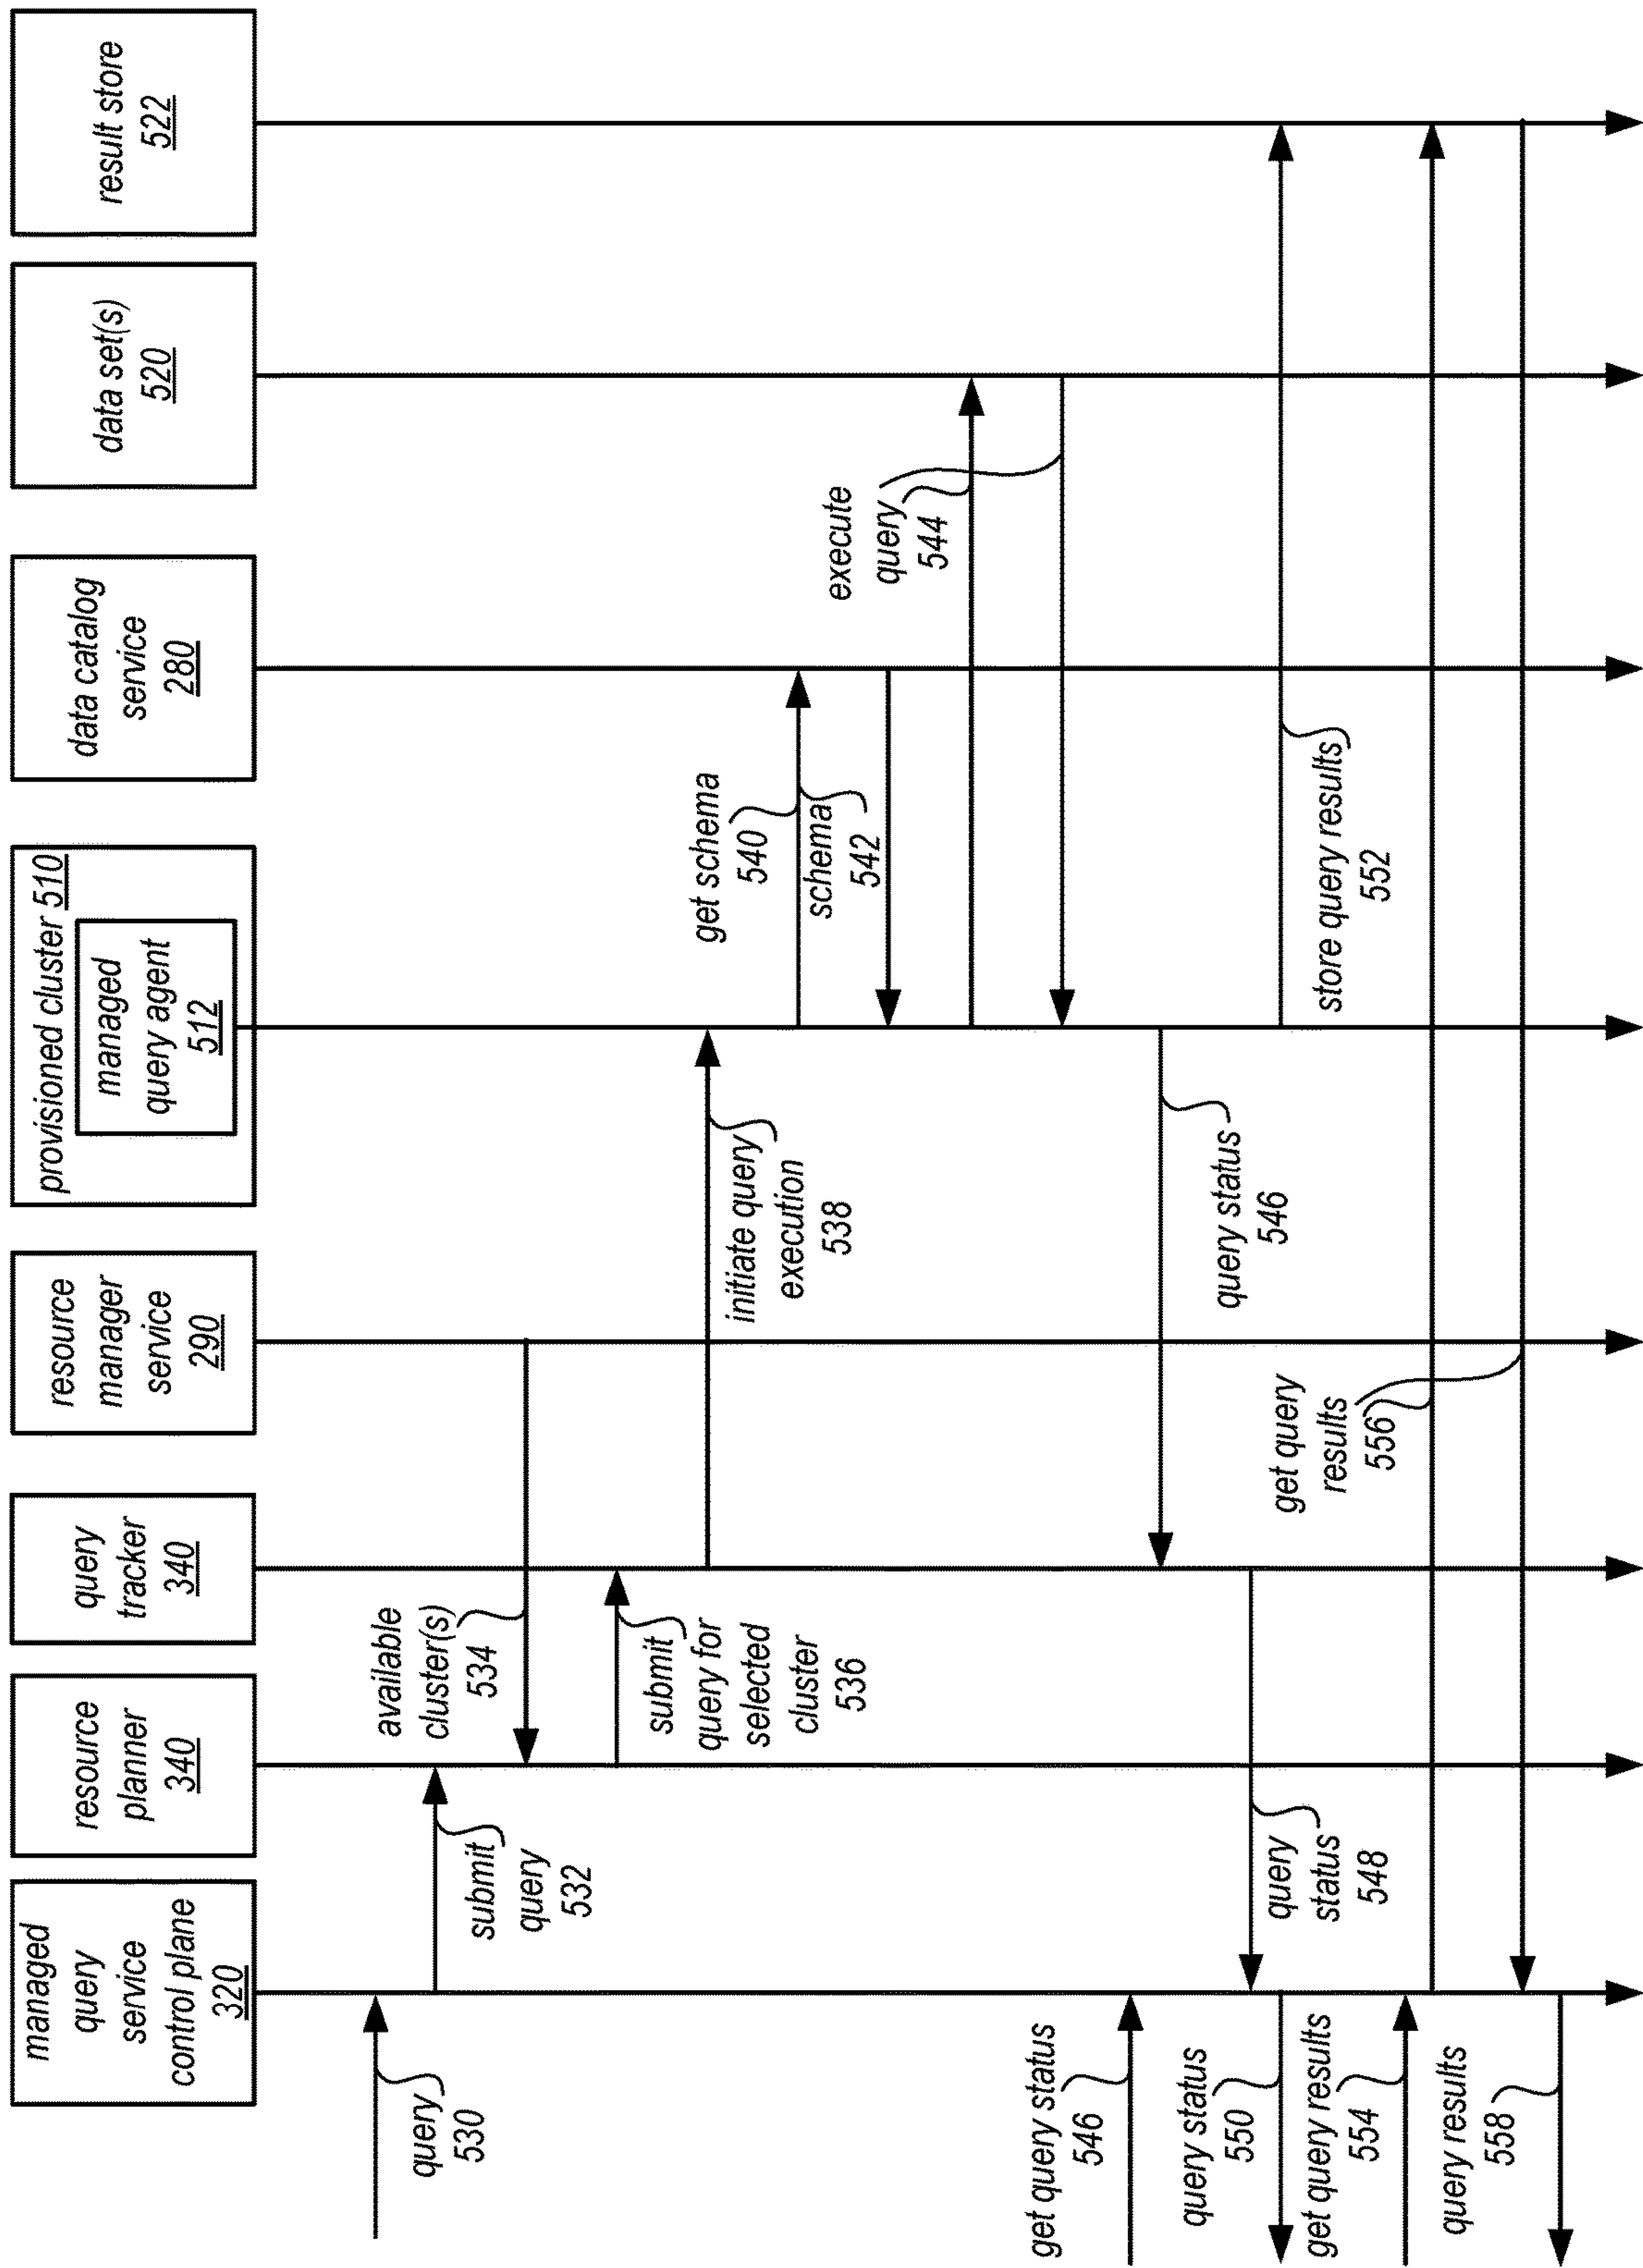 managed
query
service
control plane
320
resource
planner
340
query
tracker
340
resource
manager
service
290
provisioned cluster 510
managed
query agent
512
data catalog
service
280
data set(s)
520
result store
522
query
530
submit
query
532
available
cluster(s)
534
submit
query for
selected
cluster
536
initiate query
execution
538
get schema
540
schema
542
execute
query
544
get query status
546
query status
546
query
status
548
query status
550
store query results
552
get query results
554
get query
results
556
query results
558